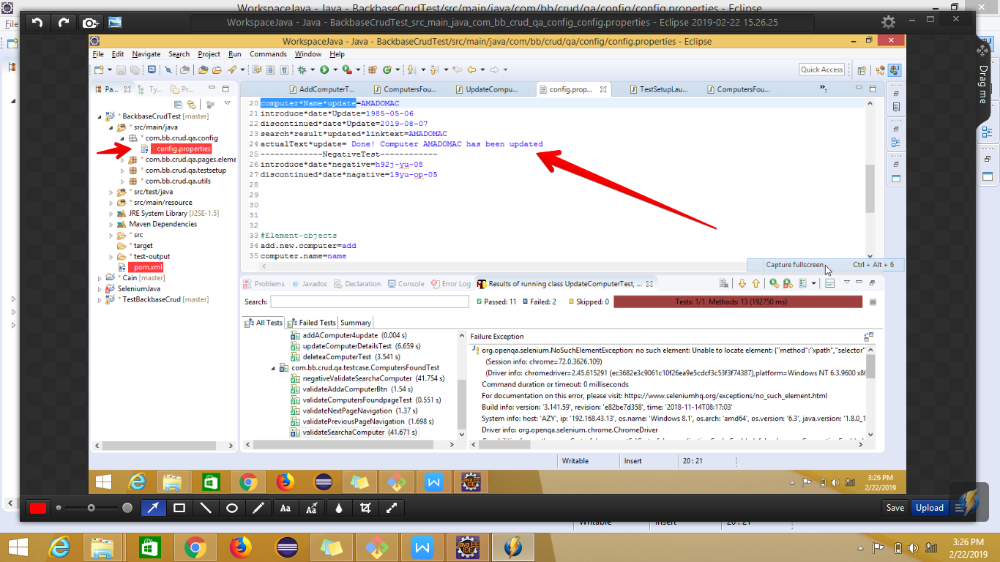 WorkspaceJava - Java - BackbaseCrudTest/src/main/java/com/bb/crud/qa/config/config.properties - Eclipse
File
WorkspaceJava - Java - BackbaseCrudTest_src_main_java_com_bb_crud_qa_config_config.properties - Eclipse 2019-02-22 15.26.25
WorkspaceJava - Java - BackbaseCrudTest/src/main/java/com/bb/crud/qa/config/config.properties - Eclipse
File Edit Navigate Search Project Run Commands Window Help
Quick Access
Drag me
Pa... Ty... Pr...
AddComputerT... ComputersFou... UpdateCompu... config.prop... TestSetupLau... ComputersFou... »1
BackbaseCrudTest [master]
src/main/java
com.bb.crud.qa.config
config.properties
com.bb.crud.qa.pages.eleme
com.bb.crud.qa.testsetup
com.bb.crud.qa.utils
src/test/java
src/main/resource
JRE System Library [J2SE-1.5]
Maven Dependencies
src
target
test-output
pom.xml
Cain [master]
SeleniumJava
TestBackbaseCrud [master]
20 computer*Name*update=AMADOMAC
21 introduce*date*Update=1985-05-06
22 discontinued*date*Update=2019-08-07
23 search*result*updated*linktext=AMADOMAC
24 actualText*update= Done! Computer AMADOMAC has been updated
25 -------------NegativeTest------------
26 introduce*date*negative=h92j-yu-08
27 discontinued*date*nagative=19yu-op-05
28
29
30
31
32
33 #Element-objects
34 add.new.computer=add
35 computer.name=name
Capture fullscreen Ctrl + Alt + 6
Problems Javadoc Declaration Console Error Log Results of running class UpdateComputerTest, ...
Search: Passed: 11 Failed: 2 Skipped: 0 Tests: 1/1 Methods: 13 (192750 ms)
All Tests Failed Tests Summary
addAComputer4update (0.004 s)
updateComputerDetailsTest (6.659 s)
deleteaComputerTest (3.541 s)
com.bb.crud.qa.testcase.ComputersFoundTest
negativeValidateSearchaComputer (41.754 s)
validateAddaComputerBtn (1.54 s)
validateComputersFoundpageTest (0.551 s)
validateNextPageNavigation (1.37 s)
validatePreviousPageNavigation (1.698 s)
validateSearchaComputer (41.671 s)
Failure Exception
org.openqa.selenium.NoSuchElementException: no such element: Unable to locate element: {"method":"xpath","selector"
(Session info: chrome=72.0.3626.109)
(Driver info: chromedriver=2.45.615291 (ec3682e3c9061c10f26ea9e5cdcf3c53f3f74387),platform=Windows NT 6.3.9600 x86
Command duration or timeout: 0 milliseconds
For documentation on this error, please visit: https://www.seleniumhq.org/exceptions/no_such_element.html
Build info: version: '3.141.59', revision: 'e82be7d358', time: '2018-11-14T08:17:03'
System info: host: 'AZY', ip: '192.168.43.13', os.name: 'Windows 8.1', os.arch: 'amd64', os.version: '6.3', java.version: '1.8.0_1
Driver info: org.openqa.selenium.chrome.ChromeDriver
Writable Insert 20 : 21
3:26 PM
2/22/2019
Aa Aa Save Upload
Writable Insert 20 : 21
Java EE
IDE
3:26 PM
2/22/2019